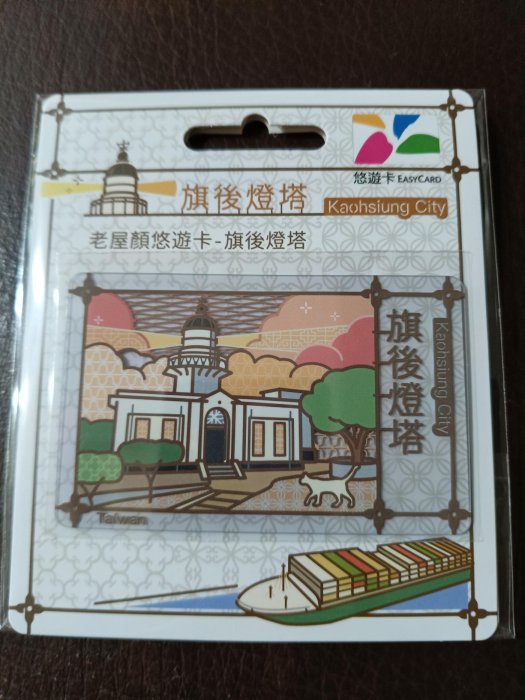 悠遊卡 EASYCARD
旗後燈塔 Kaohsiung City
老屋顏悠遊卡-旗後燈塔
旗後燈塔
Kaohsiung City
Taiwan